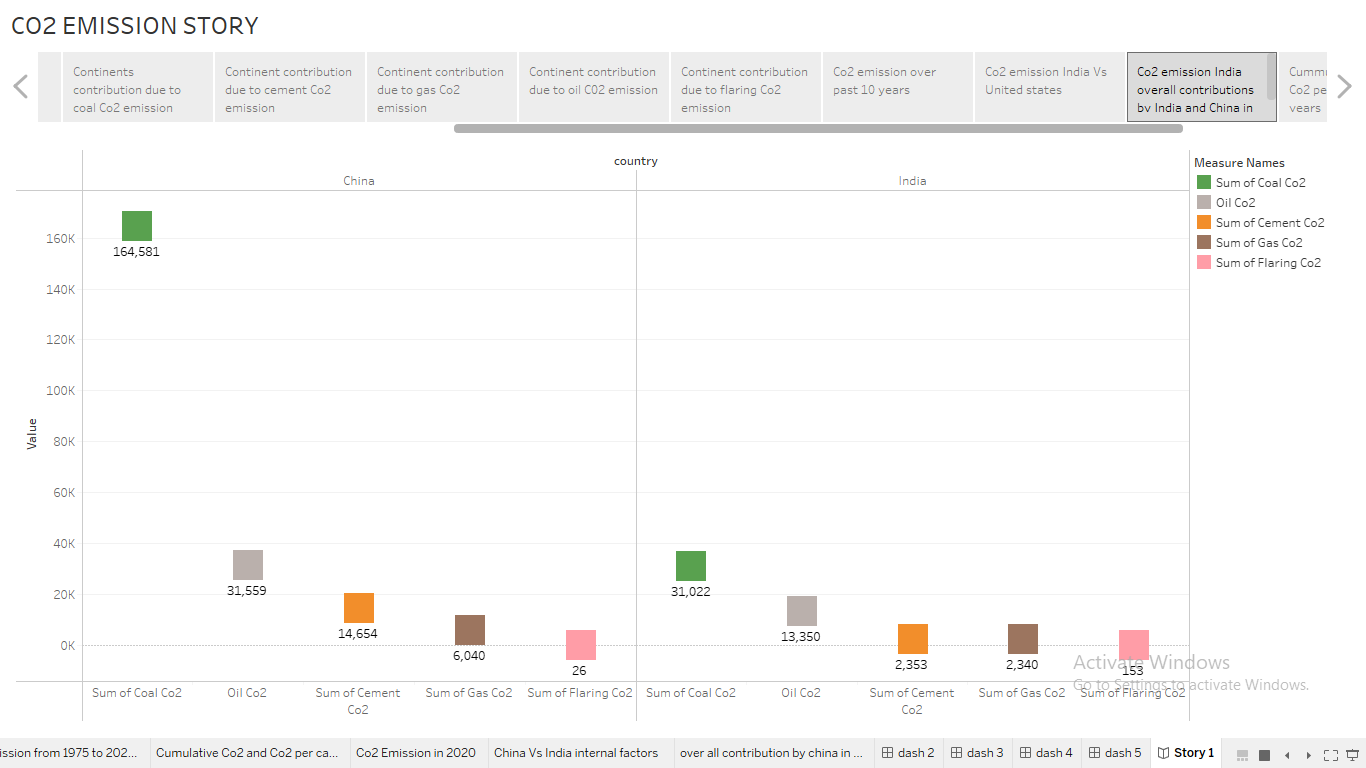 CO2 EMISSION STORY
Continents
contribution due to
coal Co2 emission
Continent contribution
due to cement Co2
emission
Continent contribution
due to gas Co2
emission
Continent contribution
due to oil C02 emission
Continent contribution
due to flaring Co2
emission
Co2 emission over
past 10 years
Co2 emission India Vs
United states
Co2 emission India
overall contributions
by India and China in
Co2 pe
years
country
China
India
Measure Names
Sum of Coal Co2
Oil Co2
Sum of Cement Co2
Sum of Gas Co2
Sum of Flaring Co2
Value
160K
140K
120K
100K
80K
60K
40K
20K
0K
164,581
31,559
14,654
6,040
26
31,022
13,350
2,353
2,340
153
Sum of Coal Co2
Oil Co2
Sum of Cement
Co2
Sum of Gas Co2
Sum of Flaring Co2
Sum of Coal Co2
Oil Co2
Sum of Cement
Co2
Sum of Gas Co2
Sum of Flaring Co2
Activate Windows
Go to Settings to activate Windows.
ission from 1975 to 202...
Cumulative Co2 and Co2 per ca...
Co2 Emission in 2020
China Vs India internal factors
over all contribution by china in ...
dash 2
dash 3
dash 4
dash 5
Story 1